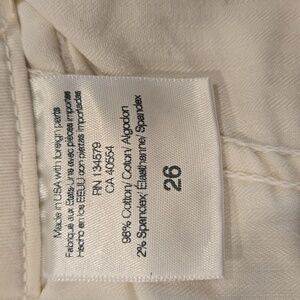 Made in USA with foreign parts
Fabriqué aux États-Unis avec pièces importées
Hecho en los EEUU con piezas importadas
RN 134579
CA 40554
98% Cotton/ Coton/ Algodon
2% Spandex/ Elasthanne/ Spandex
26